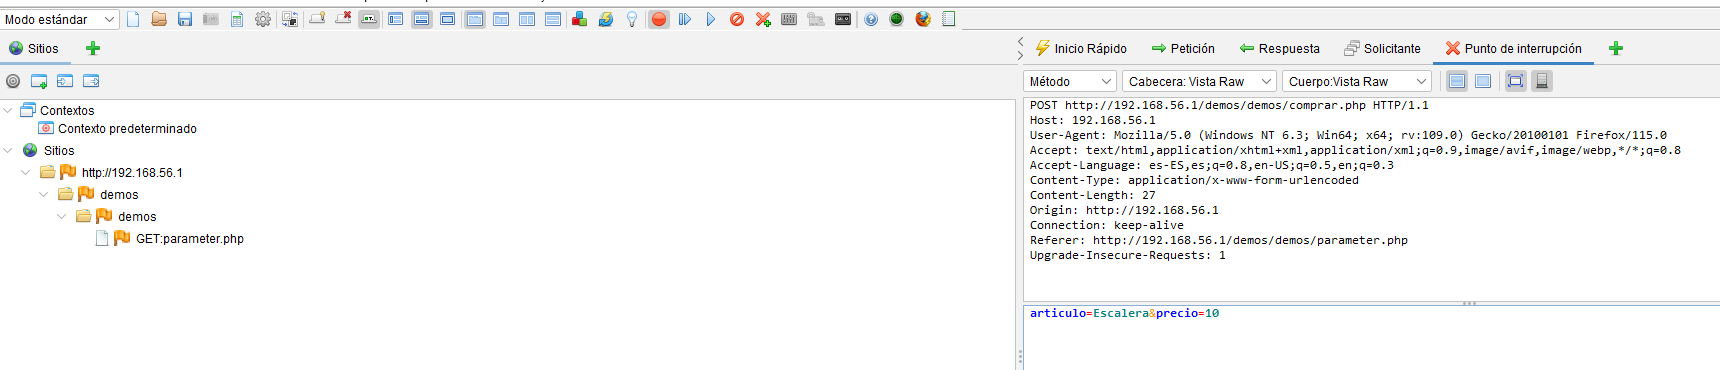 Modo estándar
Sitios
Inicio Rápido
Petición
Respuesta
Solicitante
Punto de interrupción
Método
Cabecera: Vista Raw
Cuerpo:Vista Raw
Contextos
Contexto predeterminado
Sitios
http://192.168.56.1
demos
demos
GET:parameter.php
POST http://192.168.56.1/demos/demos/comprar.php HTTP/1.1
Host: 192.168.56.1
User-Agent: Mozilla/5.0 (Windows NT 6.3; Win64; x64; rv:109.0) Gecko/20100101 Firefox/115.0
Accept: text/html,application/xhtml+xml,application/xml;q=0.9,image/avif,image/webp,*/*;q=0.8
Accept-Language: es-ES,es;q=0.8,en-US;q=0.5,en;q=0.3
Content-Type: application/x-www-form-urlencoded
Content-Length: 27
Origin: http://192.168.56.1
Connection: keep-alive
Referer: http://192.168.56.1/demos/demos/parameter.php
Upgrade-Insecure-Requests: 1
articulo=Escalera&precio=10